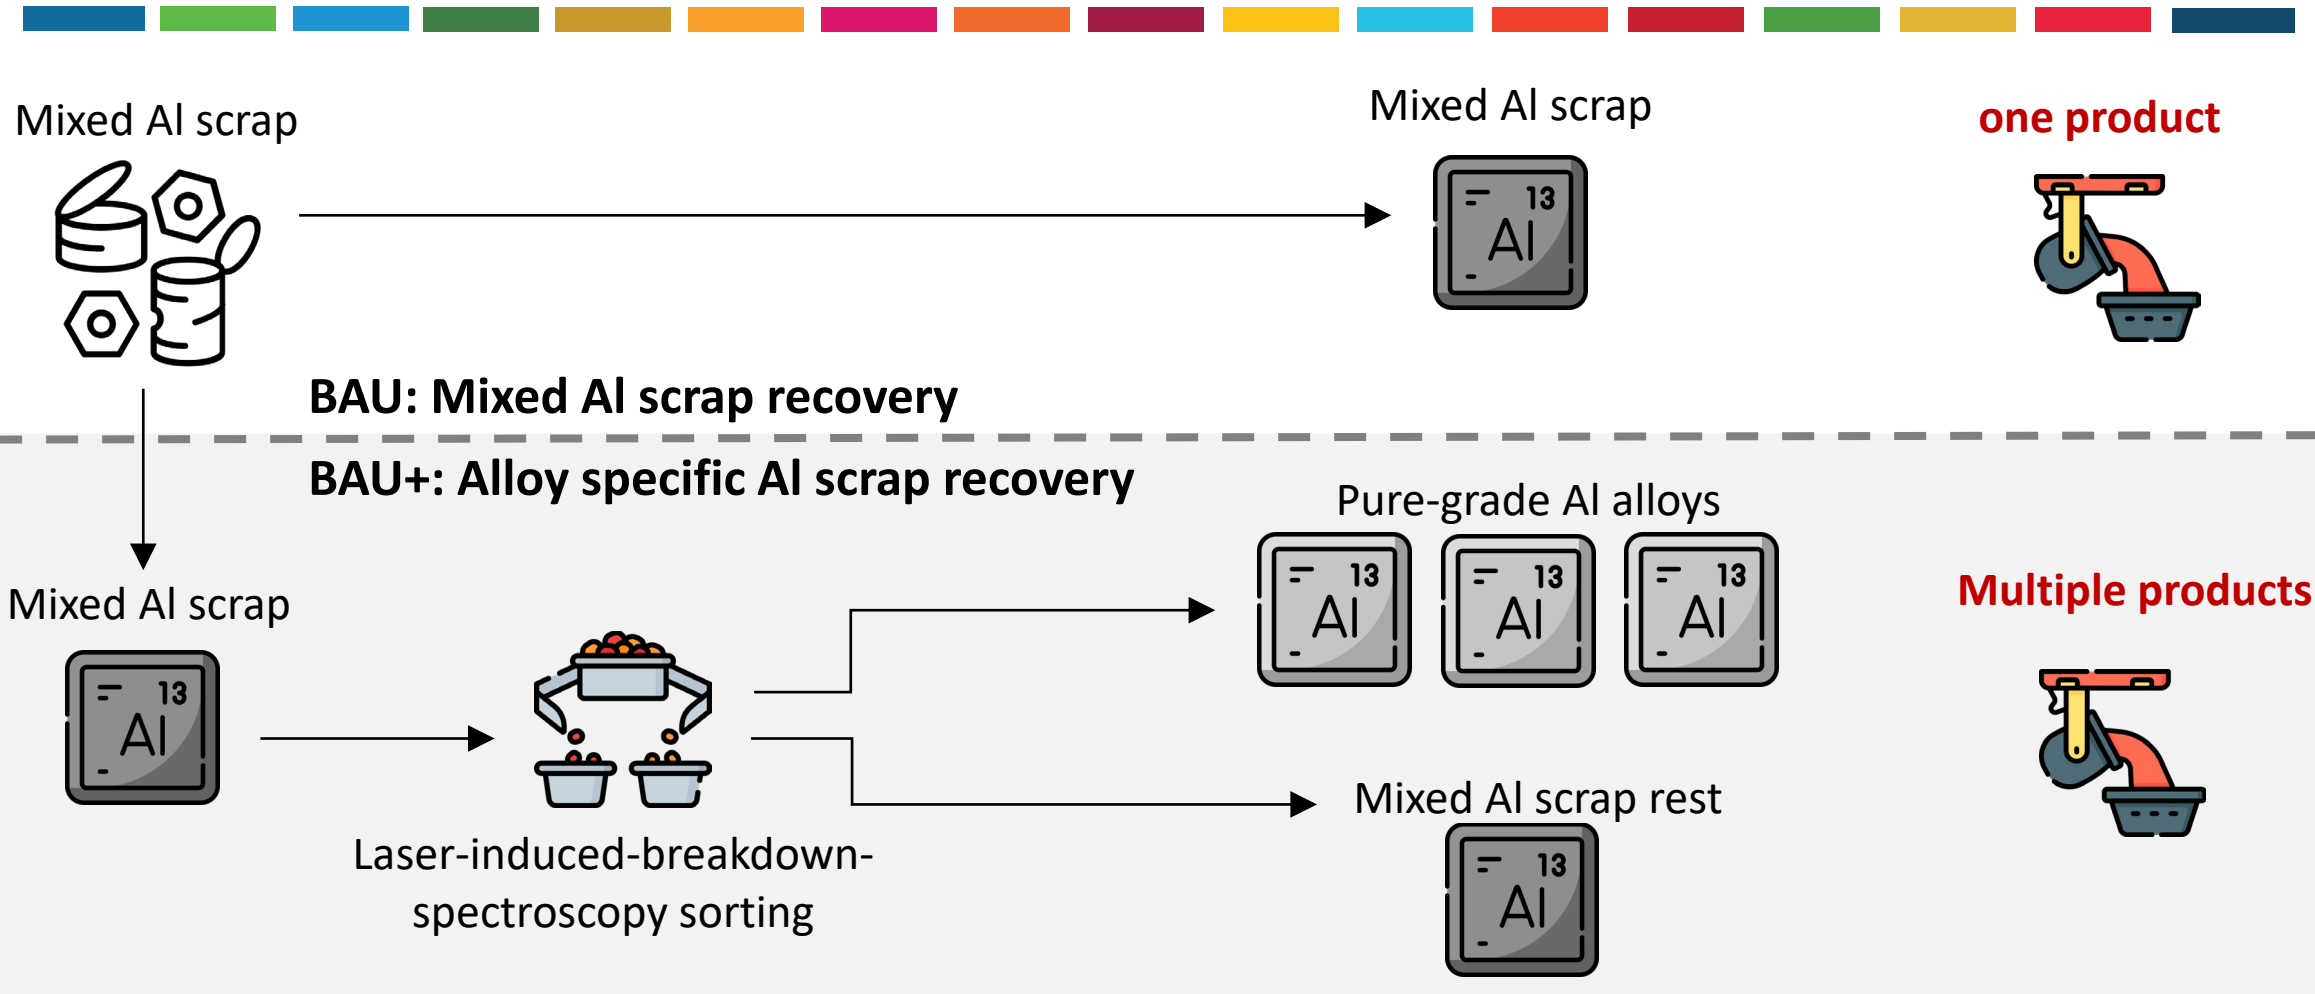 Mixed Al scrap
Mixed Al scrap
one product
13
Al
BAU: Mixed Al scrap recovery
BAU+: Alloy specific Al scrap recovery
Pure-grade Al alloys
13
Al
13
Al
13
Al
Multiple products
Mixed Al scrap
13
Al
Laser-induced-breakdown-
spectroscopy sorting
Mixed Al scrap rest
13
Al